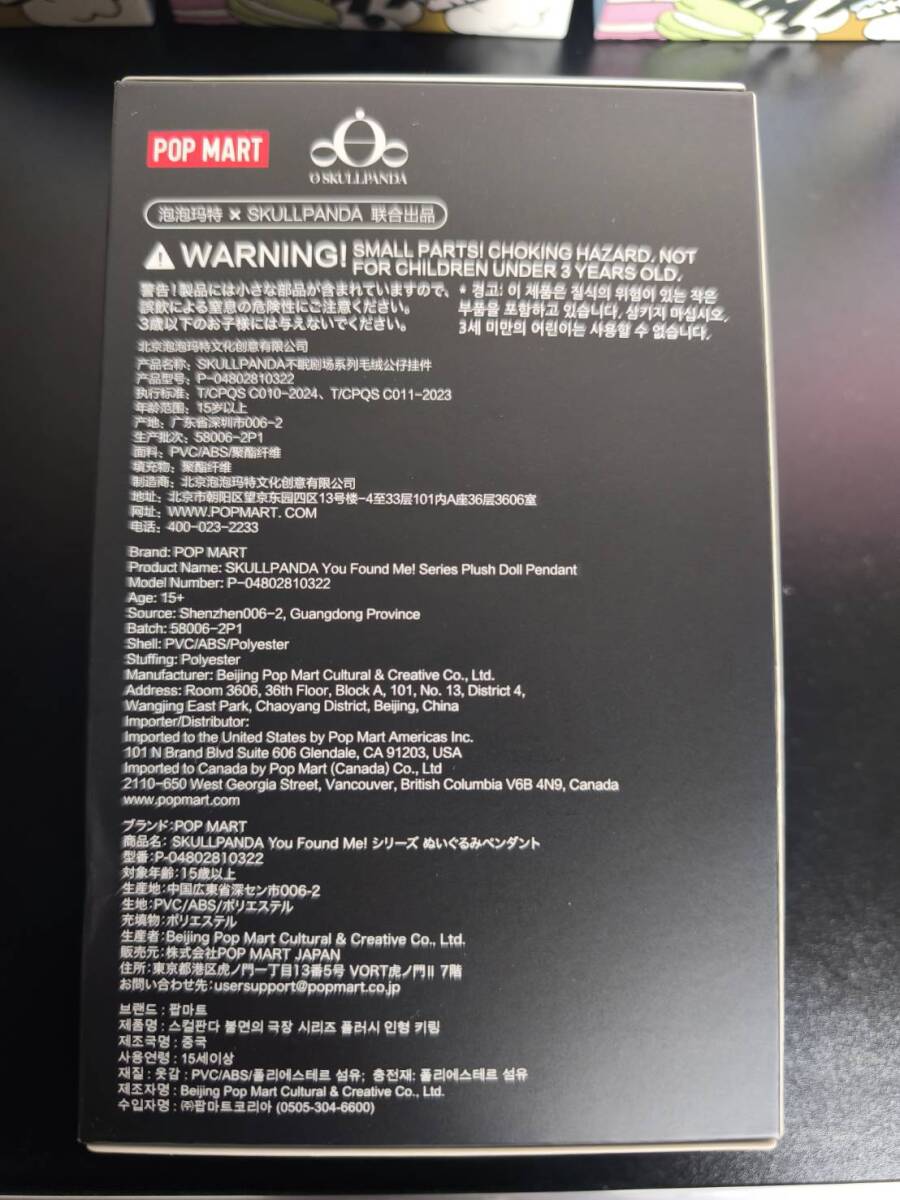 POP MART
SKULLPANDA
泡泡玛特 × SKULLPANDA 联合出品
WARNING! SMALL PARTS! CHOKING HAZARD. NOT
FOR CHILDREN UNDER 3 YEARS OLD.
警告!製品には小さな部品が含まれていますので、
誤飲による窒息の危険性にご注意ください。
3歳以下のお子様には与えないでください。
* 경고: 이 제품은 질식의 위험이 있는 작은
부품을 포함하고 있습니다, 삼키지 마십시오,
3세 미만의 어린이는 사용할 수 없습니다.
北京泡泡玛特文化创意有限公司
产品名称: SKULLPANDA不眠剧场系列毛绒公仔挂件
产品型号: P-04802810322
执行标准: T/CPQS C010-2024、T/CPQS C011-2023
年龄范围: 15岁以上
产地: 广东省深圳市006-2
生产批次: 58006-2P1
面料: PVC/ABS/聚酯纤维
填充物: 聚酯纤维
制造商: 北京泡泡玛特文化创意有限公司
地址: 北京市朝阳区望京东园四区13号楼-4至33层101内A座36层3606室
网址: WWW.POPMART. COM
电话: 400-023-2233
Brand: POP MART
Product Name: SKULLPANDA You Found Me! Series Plush Doll Pendant
Model Number: P-04802810322
Age: 15+
Source: Shenzhen006-2, Guangdong Province
Batch: 58006-2P1
Shell: PVC/ABS/Polyester
Stuffing: Polyester
Manufacturer: Beijing Pop Mart Cultural & Creative Co., Ltd.
Address: Room 3606, 36th Floor, Block A, 101, No. 13, District 4,
Wangjing East Park, Chaoyang District, Beijing, China
Importer/Distributor:
Imported to the United States by Pop Mart Americas Inc.
101 N Brand Blvd Suite 606 Glendale, CA 91203, USA
Imported to Canada by Pop Mart (Canada) Co., Ltd
2110-650 West Georgia Street, Vancouver, British Columbia V6B 4N9, Canada
www.popmart.com
ブランド:POP MART
商品名: SKULLPANDA You Found Me! シリーズ ぬいぐるみペンダント
型番:P-04802810322
対象年齢:15歳以上
生産地:中国広東省深セン市006-2
生地:PVC/ABS/ポリエステル
充填物:ポリエステル
生産者:Beijing Pop Mart Cultural & Creative Co., Ltd.
販売元:株式会社POP MART JAPAN
住所:東京都港区虎ノ門一丁目13番5号 VORT虎ノ門II 7階
お問い合わせ先:usersupport@popmart.co.jp
브랜드 : 팝마트
제품명 : 스컬판다 불면의 극장 시리즈 플러시 인형 키링
제조국명 : 중국
사용연령 : 15세이상
재질 : 옷감 : PVC/ABS/폴리에스테르 섬유; 충전재: 폴리에스테르 섬유
제조자명 : Beijing Pop Mart Cultural & Creative Co., Ltd.
수입자명 : ㈜팝마트코리아 (0505-304-6600)